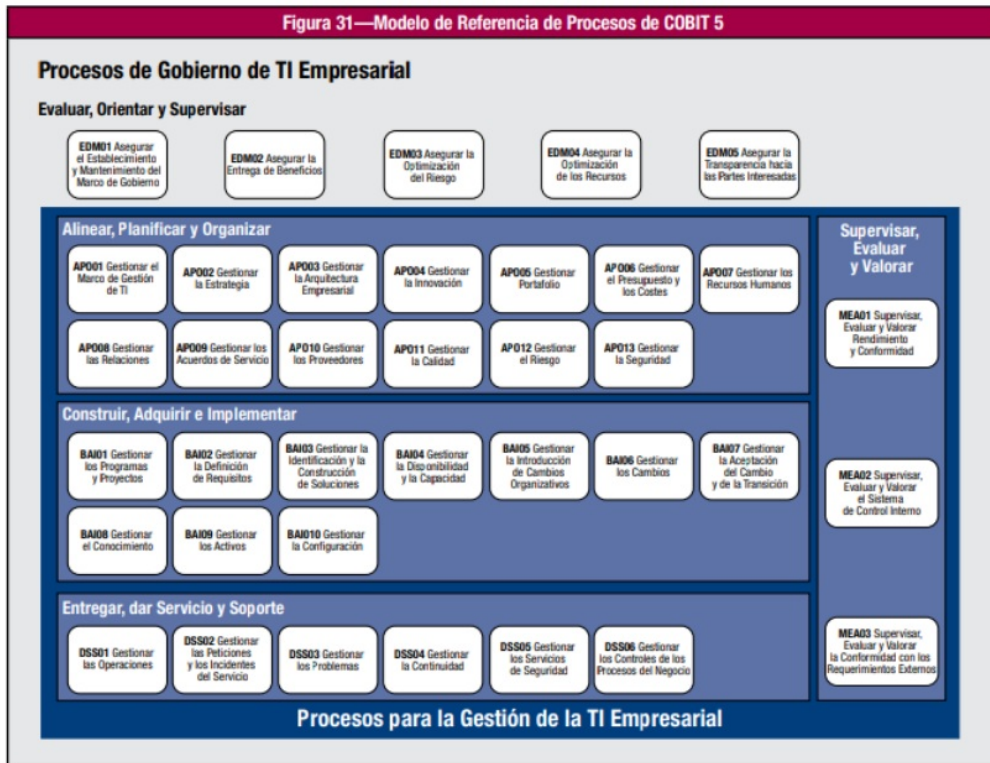 Figura 31—Modelo de Referencia de Procesos de COBIT 5
Procesos de Gobierno de TI Empresarial
Evaluar, Orientar y Supervisar
EDM01 Asegurar
el Establecimiento
y Mantenimiento del
Marco de Gobierno
EDM02 Asegurar la
Entrega de Beneficios
EDM03 Asegurar la
Optimización
del Riesgo
EDM04 Asegurar la
Optimización
de los Recursos
EDM05 Asegurar la
Transparencia hacia
las Partes Interesadas
Alinear, Planificar y Organizar
APO01 Gestionar el
Marco de Gestión
de TI
APO02 Gestionar
la Estrategia
APO03 Gestionar
la Arquitectura
Empresarial
APO04 Gestionar
la Innovación
APO05 Gestionar
Portafolio
APO06 Gestionar
el Presupuesto y
los Costes
APO07 Gestionar los
Recursos Humanos
APO08 Gestionar
las Relaciones
APO09 Gestionar los
Acuerdos de Servicio
APO10 Gestionar
los Proveedores
APO11 Gestionar
la Calidad
APO12 Gestionar
el Riesgo
APO13 Gestionar
la Seguridad
Construir, Adquirir e Implementar
BAI01 Gestionar
los Programas
y Proyectos
BAI02 Gestionar
la Definición
de Requisitos
BAI03 Gestionar la
Identificación y la
Construcción
de Soluciones
BAI04 Gestionar
la Disponibilidad
y la Capacidad
BAI05 Gestionar
la Introducción
de Cambios
Organizativos
BAI06 Gestionar
los Cambios
BAI07 Gestionar
la Aceptación
del Cambio
y de la Transición
BAI08 Gestionar
el Conocimiento
BAI09 Gestionar
los Activos
BAI010 Gestionar
la Configuración
Entregar, dar Servicio y Soporte
DSS01 Gestionar
las Operaciones
DSS02 Gestionar
las Peticiones
y los Incidentes
del Servicio
DSS03 Gestionar
los Problemas
DSS04 Gestionar
la Continuidad
DSS05 Gestionar
los Servicios
de Seguridad
DSS06 Gestionar
los Controles de los
Procesos del Negocio
Supervisar,
Evaluar
y Valorar
MEA01 Supervisar,
Evaluar y Valorar
Rendimiento
y Conformidad
MEA02 Supervisar,
Evaluar y Valorar
el Sistema
de Control Interno
MEA03 Supervisar,
Evaluar y Valorar
la Conformidad con los
Requerimientos Externos
Procesos para la Gestión de la TI Empresarial